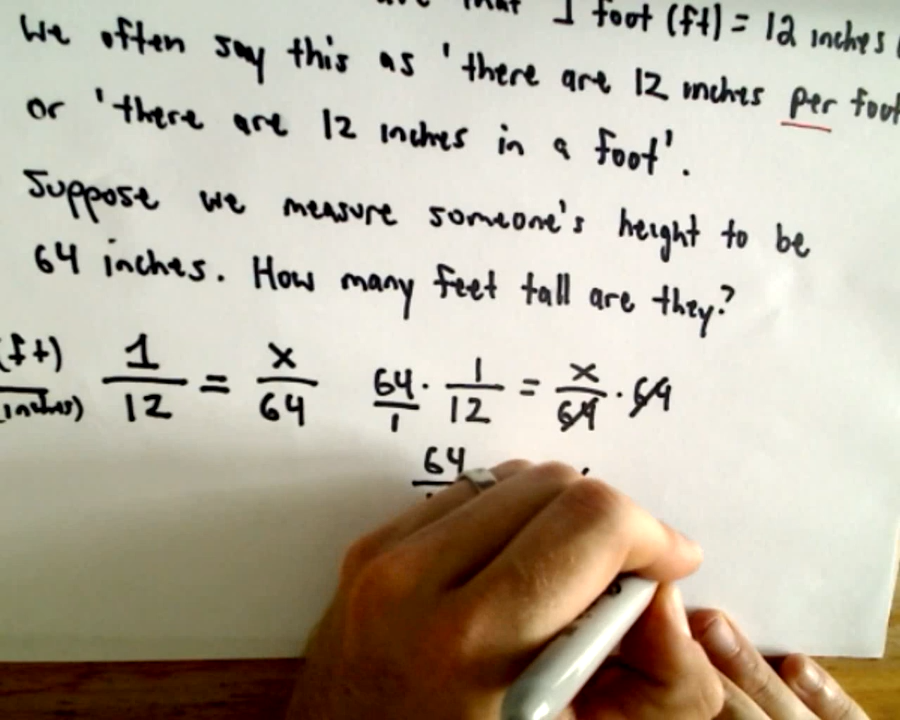 that 1 foot (ft) = 12 inches (
We often say this as 'there are 12 inches per foot
or 'there are 12 inches in a foot'.
Suppose we measure someone's height to be
64 inches. How many feet tall are they?
(ft) 1/12 = x/64 64/1 · 1/12 = x/64 · 64
(inches)
64